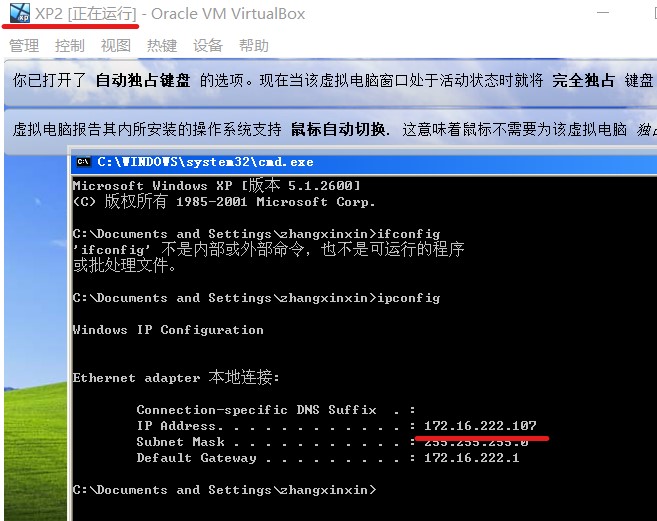 XP2 [正在运行] - Oracle VM VirtualBox
管理 控制 视图 热键 设备 帮助
你已打开了 自动独占键盘 的选项。现在当该虚拟电脑窗口处于活动状态时就将 完全独占 键盘
虚拟电脑报告其内所安装的操作系统支持 鼠标自动切换. 这意味着鼠标不需要为该虚拟电脑 独占
C:\WINDOWS\system32\cmd.exe
Microsoft Windows XP [版本 5.1.2600]
(C) 版权所有 1985-2001 Microsoft Corp.
C:\Documents and Settings\zhangxinxin>ifconfig
'ifconfig' 不是内部或外部命令，也不是可运行的程序
或批处理文件。
C:\Documents and Settings\zhangxinxin>ipconfig
Windows IP Configuration
Ethernet adapter 本地连接:
Connection-specific DNS Suffix . :
IP Address. . . . . . . . . . . . : 172.16.222.107
Subnet Mask . . . . . . . . . . . : 255.255.255.0
Default Gateway . . . . . . . . . : 172.16.222.1
C:\Documents and Settings\zhangxinxin>